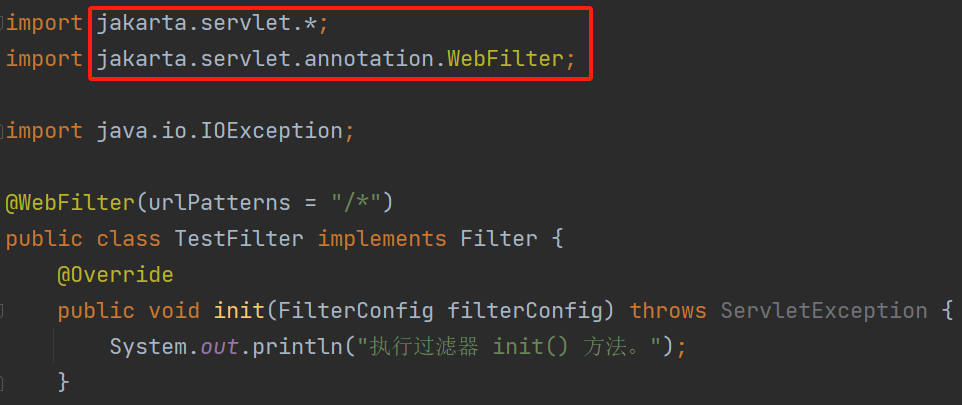 import jakarta.servlet.*;
import jakarta.servlet.annotation.WebFilter;
import java.io.IOException;
@WebFilter(urlPatterns = "/*")
public class TestFilter implements Filter {
@Override
public void init(FilterConfig filterConfig) throws ServletException {
System.out.println("执行过滤器 init() 方法。");
}